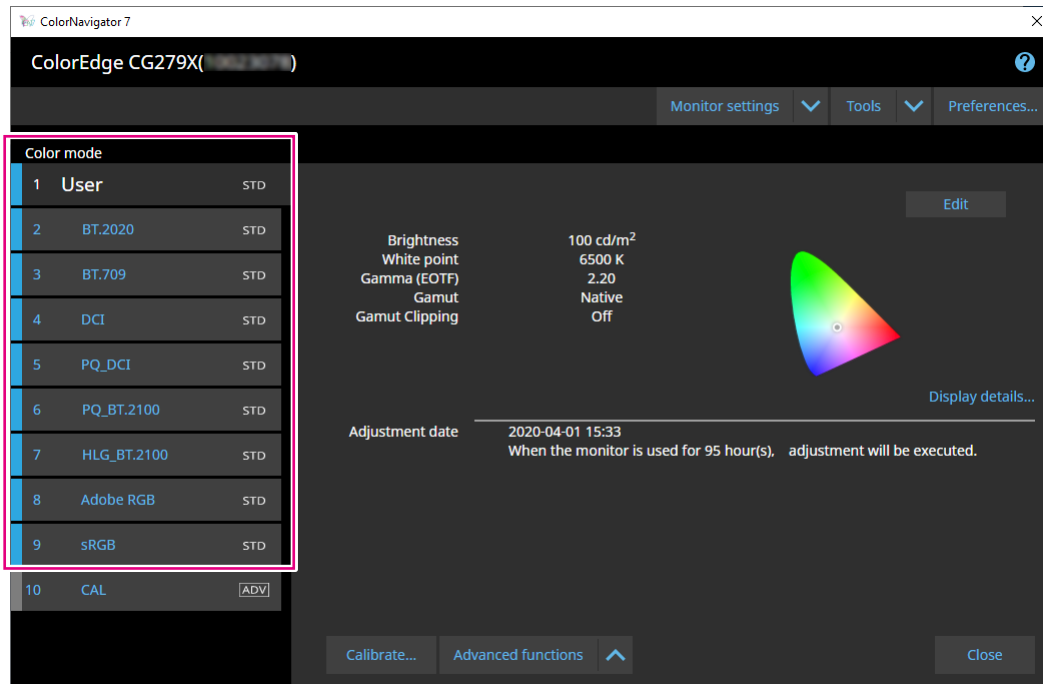 ColorNavigator 7
ColorEdge CG279X( )
Monitor settings Tools Preferences...
Color mode
1 User STD
2 BT.2020 STD
3 BT.709 STD
4 DCI STD
5 PQ_DCI STD
6 PQ_BT.2100 STD
7 HLG_BT.2100 STD
8 Adobe RGB STD
9 sRGB STD
10 CAL ADV
Edit
Brightness 100 cd/m²
White point 6500 K
Gamma (EOTF) 2.20
Gamut Native
Gamut Clipping Off
Display details...
Adjustment date 2020-04-01 15:33
When the monitor is used for 95 hour(s), adjustment will be executed.
Calibrate... Advanced functions Close